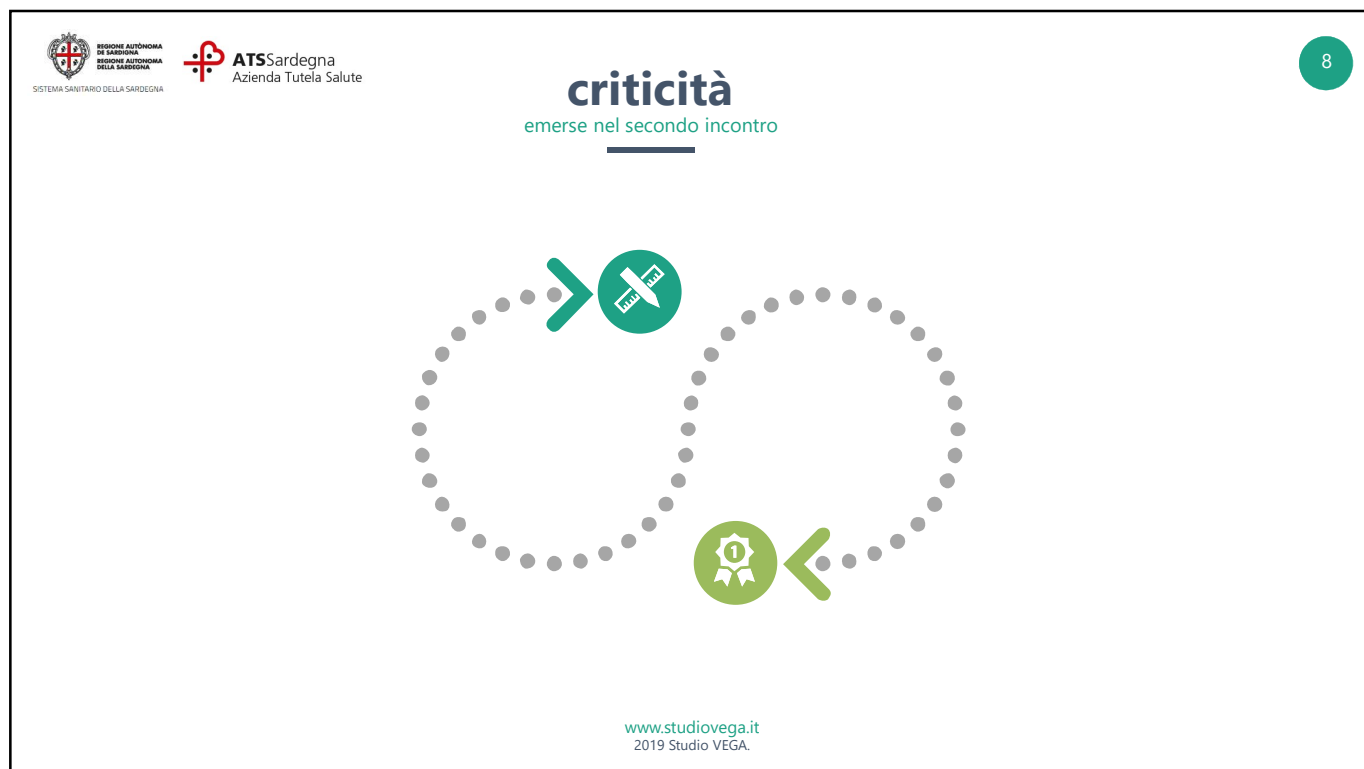 REGIONE AUTÒNOMA
DE SARDIGNA
REGIONE AUTONOMA
DELLA SARDEGNA
SISTEMA SANITARIO DELLA SARDEGNA
ATSSardegna
Azienda Tutela Salute
8
criticità
emerse nel secondo incontro
1
www.studiovega.it
2019 Studio VEGA.